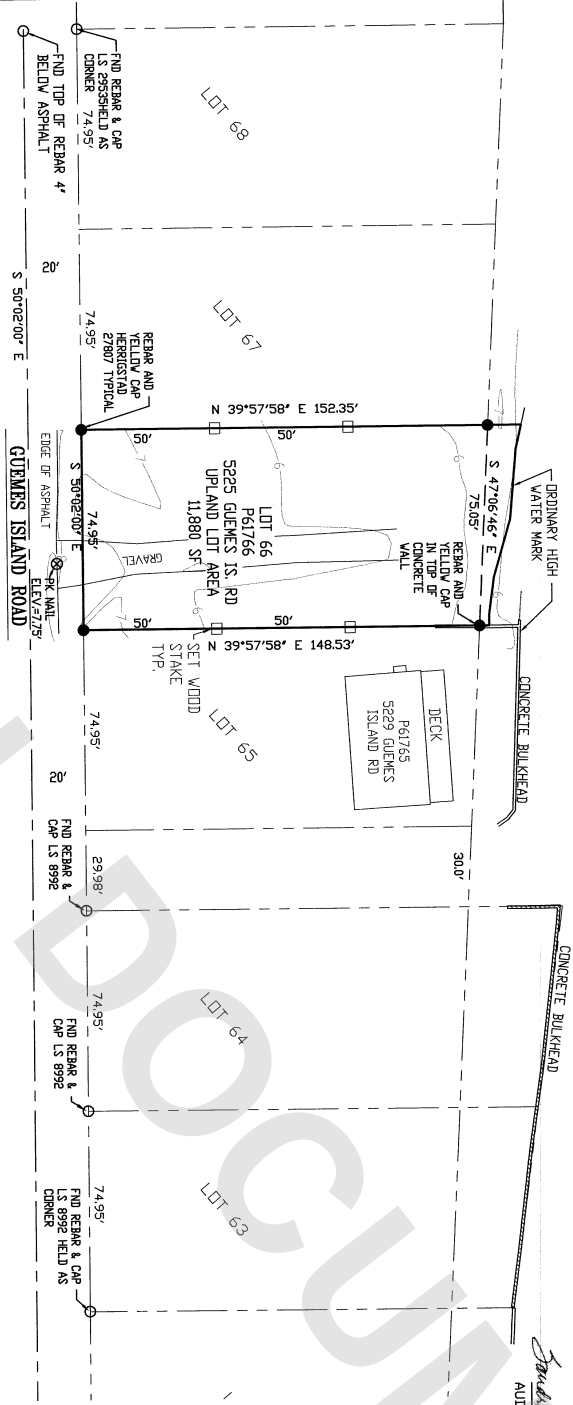 FND REBAR & CAP
LS 29535HELD AS
CORNER
74.95'
FND TOP OF REBAR 4"
BELOW ASPHALT
LOT 68
20'
S 50°02'00" E
74.95'
LOT 67
REBAR AND
YELLOW CAP
HERRIGSTAD
27807 TYPICAL
N 39°57'58" E 152.35'
50'
50'
ORDINARY HIGH
WATER MARK
S 47°06'46" E
75.05'
REBAR AND
YELLOW CAP
IN TOP OF
CONCRETE
WALL
LOT 66
5225 GUEMES IS. RD
P61766
UPLAND LOT AREA
11,880 SF
7
6
6
7
6
7
GRAVEL
74.95'
S 50°02'00" E
EDGE OF ASPHALT
PK NAIL
ELEV.=7.75'
GUEMES ISLAND ROAD
50'
50'
N 39°57'58" E 148.53'
SET WOOD
STAKE
TYP.
LOT 65
DECK
P61765
5229 GUEMES
ISLAND RD
CONCRETE BULKHEAD
74.95'
20'
30.0'
FND REBAR &
CAP LS 8992
29.98'
CONCRETE BULKHEAD
74.95'
LOT 64
FND REBAR &
CAP LS 8992
74.95'
LOT 63
FND REBAR & CAP
LS 8992 HELD AS
CORNER
DOCUM